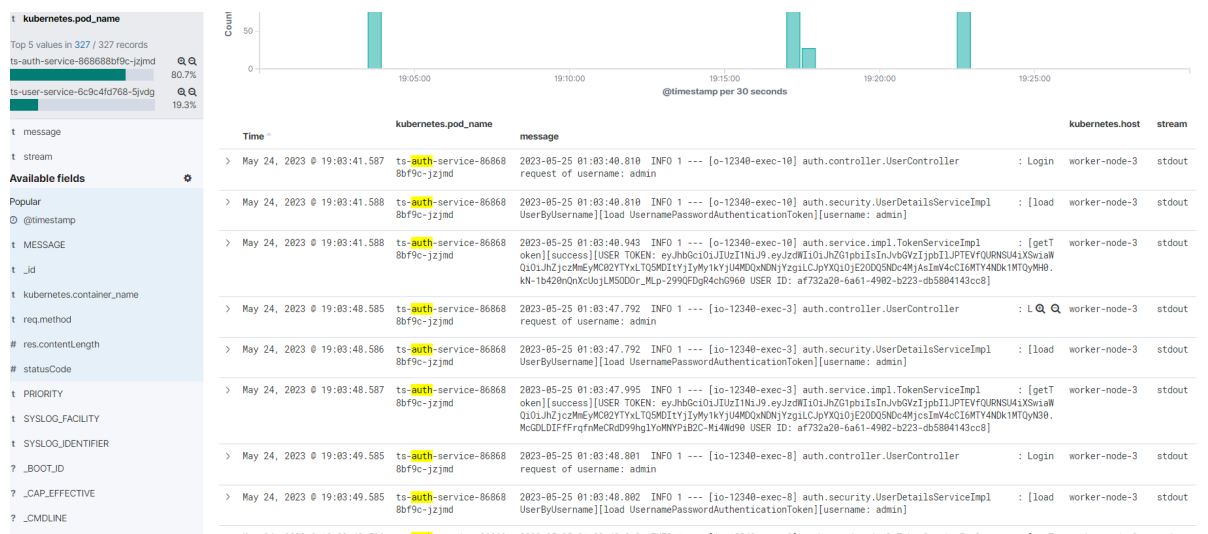 t kubernetes.pod_name
Top 5 values in 327 / 327 records
ts-auth-service-868688bf9c-jzjmd
80.7%
ts-user-service-6c9c4fd768-5jvdg
19.3%
t message
t stream
Available fields
Popular
@timestamp
t MESSAGE
t _id
t kubernetes.container_name
t req.method
# res.contentLength
# statusCode
t PRIORITY
t SYSLOG_FACILITY
t SYSLOG_IDENTIFIER
? _BOOT_ID
? _CAP_EFFECTIVE
? _CMDLINE
Count
50
0
19:05:00 19:10:00 19:15:00 19:20:00 19:25:00
@timestamp per 30 seconds
Time kubernetes.pod_name message kubernetes.host stream
May 24, 2023 @ 19:03:41.587 ts-auth-service-86868 2023-05-25 01:03:40.810 INFO 1 --- [o-12340-exec-10] auth.controller.UserController : Login worker-node-3 stdout
8bf9c-jzjmd request of username: admin
May 24, 2023 @ 19:03:41.588 ts-auth-service-86868 2023-05-25 01:03:40.810 INFO 1 --- [o-12340-exec-10] auth.security.UserDetailsServiceImpl : [load worker-node-3 stdout
8bf9c-jzjmd UserByUsername][load UsernamePasswordAuthenticationToken][username: admin]
May 24, 2023 @ 19:03:41.588 ts-auth-service-86868 2023-05-25 01:03:40.943 INFO 1 --- [o-12340-exec-10] auth.service.impl.TokenServiceImpl : [getT worker-node-3 stdout
8bf9c-jzjmd oken][success][USER TOKEN:
USER ID: af732a20-6a61-4902-b223-db5804143cc8]
May 24, 2023 @ 19:03:48.585 ts-auth-service-86868 2023-05-25 01:03:47.792 INFO 1 --- [io-12340-exec-3] auth.controller.UserController : L worker-node-3 stdout
8bf9c-jzjmd request of username: admin
May 24, 2023 @ 19:03:48.586 ts-auth-service-86868 2023-05-25 01:03:47.792 INFO 1 --- [io-12340-exec-3] auth.security.UserDetailsServiceImpl : [load worker-node-3 stdout
8bf9c-jzjmd UserByUsername][load UsernamePasswordAuthenticationToken][username: admin]
May 24, 2023 @ 19:03:48.587 ts-auth-service-86868 2023-05-25 01:03:47.995 INFO 1 --- [io-12340-exec-3] auth.service.impl.TokenServiceImpl : [getT worker-node-3 stdout
8bf9c-jzjmd oken][success][USER TOKEN:
USER ID: af732a20-6a61-4902-b223-db5804143cc8]
May 24, 2023 @ 19:03:49.585 ts-auth-service-86868 2023-05-25 01:03:48.801 INFO 1 --- [io-12340-exec-8] auth.controller.UserController : Login worker-node-3 stdout
8bf9c-jzjmd request of username: admin
May 24, 2023 @ 19:03:49.585 ts-auth-service-86868 2023-05-25 01:03:48.802 INFO 1 --- [io-12340-exec-8] auth.security.UserDetailsServiceImpl : [load worker-node-3 stdout
8bf9c-jzjmd UserByUsername][load UsernamePasswordAuthenticationToken][username: admin]